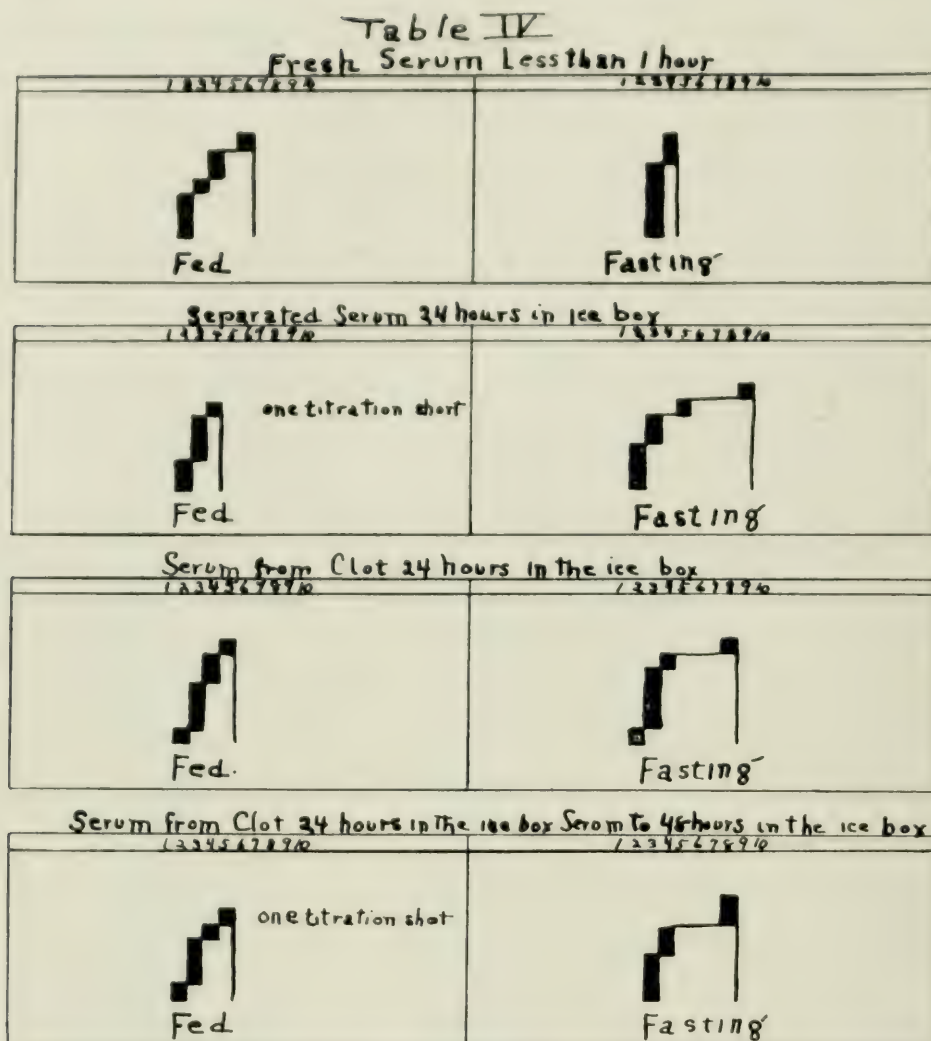 Table IV
Fresh Serum Less than 1 hour
1 2 3 4 5 6 7 8 9 10 1 2 3 4 5 6 7 8 9 10
Fed Fasting
Separated Serum 24 hours in ice box
1 2 3 4 5 6 7 8 9 10 1 2 3 4 5 6 7 8 9 10
one titration short
Fed Fasting
Serum from Clot 24 hours in the ice box
1 2 3 4 5 6 7 8 9 10 1 2 3 4 5 6 7 8 9 10
Fed. Fasting
Serum from Clot 24 hours in the ice box Serom to 48 hours in the ice box
1 2 3 4 5 6 7 8 9 10 1 2 3 4 5 6 7 8 9 10
one titration shot
Fed Fasting